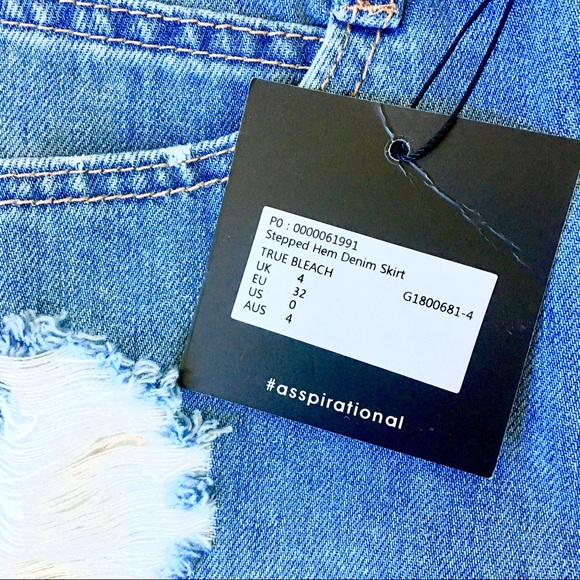 P0 : 0000061991
Stepped Hem Denim Skirt
TRUE BLEACH
UK 4 G1800681-4
EU 32
US 0
AUS 4
#asspirational